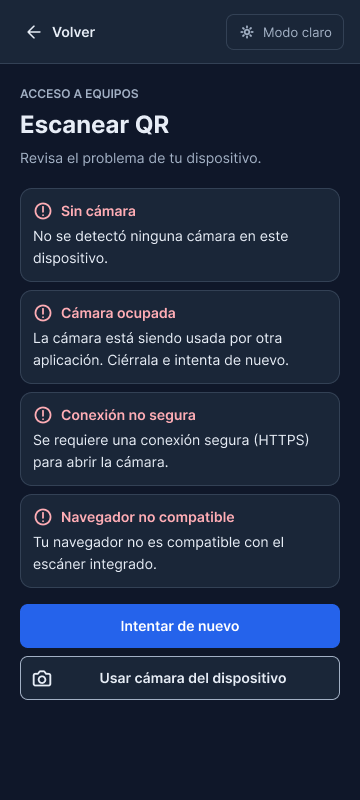 Volver
Modo claro
ACCESO A EQUIPOS
Escanear QR
Revisa el problema de tu dispositivo.
Sin cámara
No se detectó ninguna cámara en este
dispositivo.
Cámara ocupada
La cámara está siendo usada por otra
aplicación. Ciérrala e intenta de nuevo.
Conexión no segura
Se requiere una conexión segura (HTTPS)
para abrir la cámara.
Navegador no compatible
Tu navegador no es compatible con el
escáner integrado.
Intentar de nuevo
Usar cámara del dispositivo